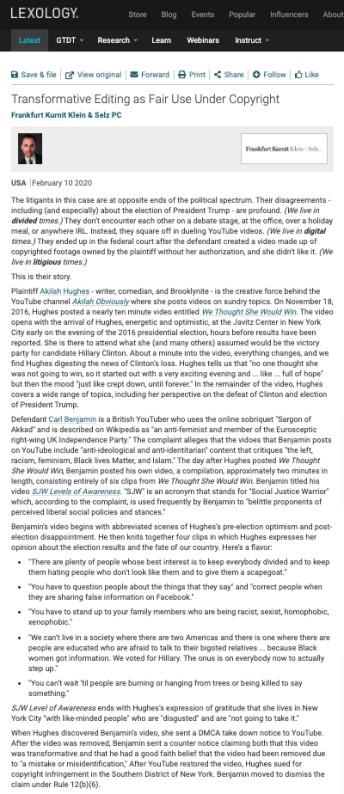 LEXOLOGY.
Store Blog Events Popular Influencers About
Latest GTDT Research Learn Webinars Instruct
Save & file View original Forward Print Share Follow Like
Transformative Editing as Fair Use Under Copyright
Frankfurt Kurnit Klein & Selz PC
Frankfurt Kurnit Klein + Selz
USA | February 10 2020
The litigants in this case are at opposite ends of the political spectrum. Their disagreements -
including (and especially) about the election of President Trump - are profound. (We live in
divided times.) They don't encounter each other on a debate stage, at the office, over a holiday
meal, or anywhere IRL. Instead, they square off in dueling YouTube videos. (We live in digital
times.) They ended up in the federal court after the defendant created a video made up of
copyrighted footage owned by the plaintiff without her authorization, and she didn't like it. (We
live in litigious times.)
This is their story.
Plaintiff Akilah Hughes - writer, comedian, and Brooklynite - is the creative force behind the
YouTube channel Akilah Obviously where she posts videos on sundry topics. On November 18,
2016, Hughes posted a nearly ten minute video entitled We Thought She Would Win. The video
opens with the arrival of Hughes, energetic and optimistic, at the Javitz Center in New York
City early on the evening of the 2016 presidential election, hours before results have been
reported. She is there to attend she (and many others) assumed would be the victory
party for candidate Hillary Clinton. About a minute into the video, everything changes, and we
find Hughes digesting the news of Clinton's loss. Hughes tells us that "no one thought she
was not going to win, so it started out with a very exciting evening and ... like ... full of hope"
but then the mood "just like crept down, until forever." In the remainder of the video, Hughes
covers a wide range of topics, including her perspective on the defeat of Clinton and election
of President Trump.
Defendant Carl Benjamin is a British YouTuber who uses the online sobriquet "Sargon of
Akkad" and is described on Wikipedia as "an anti-feminist and member of the Eurosceptic
right-wing UK Independence Party." The complaint alleges that the vidoes that Benjamin posts
on YouTube include "anti-ideological and anti-identitarian" content that critiques "the left,
racism, feminism, Black lives Matter, and Islam." The day after Hughes posted We Thought
She Would Win, Benjamin posted his own video, a compilation, approximately two minutes in
length, consisting entirely of six clips from We Thought She Would Win. Benjamin titled his
video SJW Levels of Awareness. "SJW" is an acronym that stands for "Social Justice Warrior"
which, according to the complaint, is used frequently by Benjamin to "belittle proponents of
perceived liberal social policies and stances."
Benjamin's video begins with abbreviated scenes of Hughes's pre-election optimism and post-
election disappointment. He then knits together four clips in which Hughes expresses her
opinion about the election results and the fate of our country. Here's a flavor:
• "There are plenty of people whose best interest is to keep everybody divided and to keep
them hating people who don't look like them and to give them a scapegoat."
• "You have to question people about the things that they say" and "correct people when
they are sharing false information on Facebook."
• "You have to stand up to your family members who are being racist, sexist, homophobic,
xenophobic."
• "We can't live in a society where there are two Americas and there is one where there are
people are educated who are afraid to talk their bigoted relatives ... because Black
women got information. We voted for Hillary. The onus is on everybody now to actually
step up."
• "You can't wait 'til people are burning or hanging from trees or being killed to say
something."
SJW Level of Awareness ends with Hughes's expression of gratitude that she lives in New
York City "with like-minded people" who are "disgusted" and are "not going to take it."
When Hughes discovered Benjamin's video, she sent a DMCA take down notice to YouTube.
After the video was removed, Benjamin sent a counter notice claiming both that this video
was transformative and that he had a good faith belief that the video had been removed due
to "a mistake or misidentification," After YouTube restored the video, Hughes sued for
copyright infringement in the Southern District of New York. Benjamin moved to dismiss the
claim under Rule 12(b)(6).